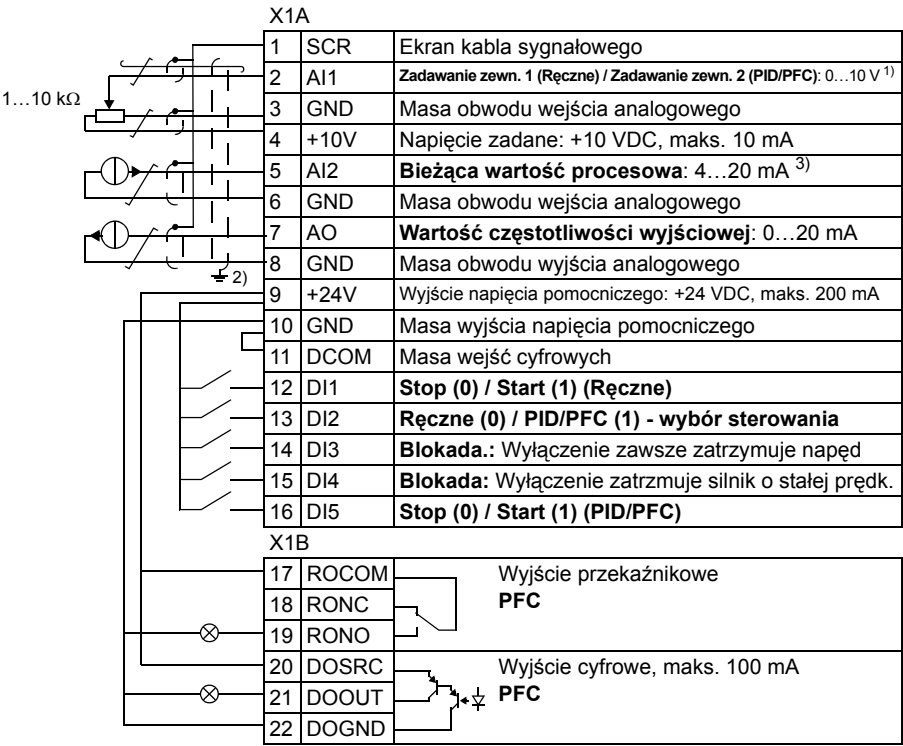 X1A
1 SCR Ekran kabla sygnałowego
2 AI1 Zadawanie zewn. 1 (Ręczne) / Zadawanie zewn. 2 (PID/PFC): 0…10 V 1)
1…10 kΩ
3 GND Masa obwodu wejścia analogowego
4 +10V Napięcie zadane: +10 VDC, maks. 10 mA
5 AI2 Bieżąca wartość procesowa: 4…20 mA 3)
6 GND Masa obwodu wejścia analogowego
7 AO Wartość częstotliwości wyjściowej: 0…20 mA
8 GND Masa obwodu wyjścia analogowego
2)
9 +24V Wyjście napięcia pomocniczego: +24 VDC, maks. 200 mA
10 GND Masa wyjścia napięcia pomocniczego
11 DCOM Masa wejść cyfrowych
12 DI1 Stop (0) / Start (1) (Ręczne)
13 DI2 Ręczne (0) / PID/PFC (1) - wybór sterowania
14 DI3 Blokada.: Wyłączenie zawsze zatrzymuje napęd
15 DI4 Blokada: Wyłączenie zatrzmuje silnik o stałej prędk.
16 DI5 Stop (0) / Start (1) (PID/PFC)
X1B
17 ROCOM Wyjście przekaźnikowe
18 RONC PFC
19 RONO
20 DOSRC Wyjście cyfrowe, maks. 100 mA
21 DOOUT PFC
22 DOGND